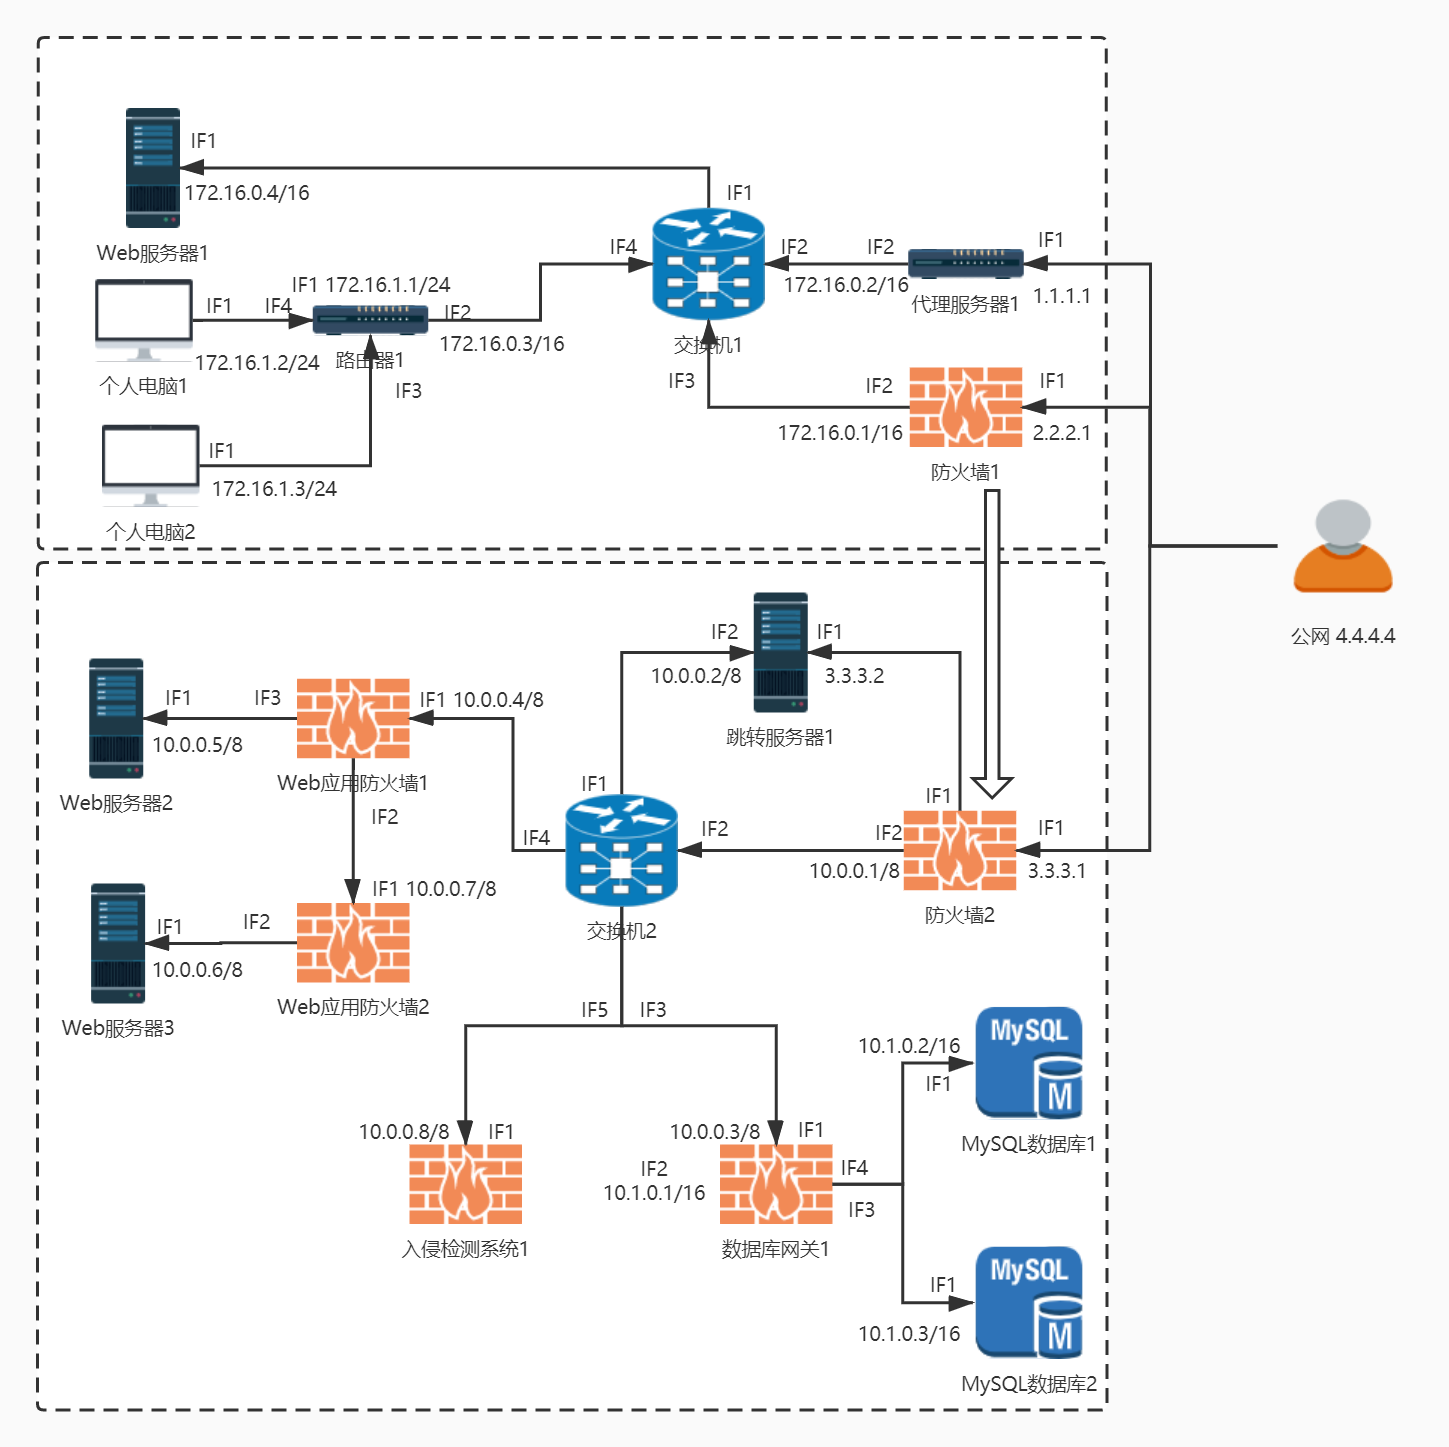 IF1
172.16.0.4/16
Web服务器1
IF1
IF4
IF2
IF2
172.16.0.2/16
代理服务器1
IF1
1.1.1.1
IF1 172.16.1.1/24
IF1
IF4
IF2
172.16.0.3/16
172.16.1.2/24
路由器1
个人电脑1
交换机1
IF3
IF3
IF2
172.16.0.1/16
IF1
2.2.2.1
防火墙1
IF1
172.16.1.3/24
个人电脑2
公网 4.4.4.4
IF2
10.0.0.2/8
IF1
3.3.3.2
跳转服务器1
IF1
10.0.0.5/8
Web服务器2
IF3
IF1 10.0.0.4/8
Web应用防火墙1
IF2
IF1
IF4
IF2
IF2
10.0.0.1/8
IF1
IF1
3.3.3.1
防火墙2
交换机2
IF1 10.0.0.7/8
IF1
IF2
10.0.0.6/8
Web服务器3
Web应用防火墙2
IF5
IF3
10.0.0.8/8
IF1
入侵检测系统1
10.0.0.3/8
IF1
IF2
10.1.0.1/16
IF4
IF3
数据库网关1
10.1.0.2/16
IF1
MySQL
M
MySQL数据库1
IF1
10.1.0.3/16
MySQL
M
MySQL数据库2